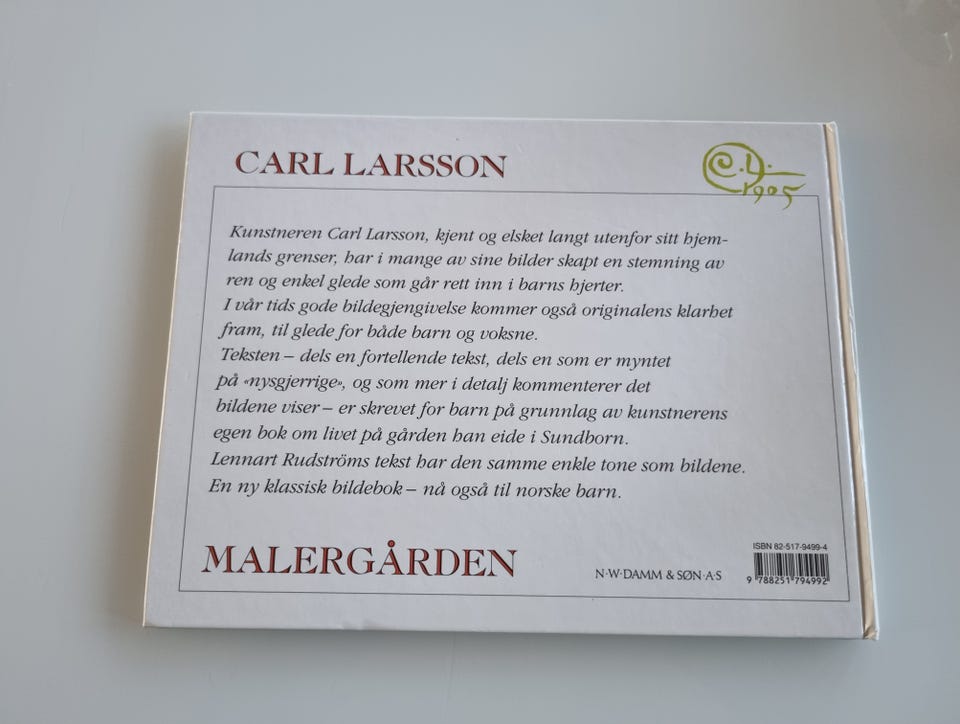 CARL LARSSON
C.L.
1905
Kunstneren Carl Larsson, kjent og elsket langt utenfor sitt hjem-
lands grenser, har i mange av sine bilder skapt en stemning av
ren og enkel glede som går rett inn i barns hjerter.
I vår tids gode bildegjengivelse kommer også originalens klarhet
fram, til glede for både barn og voksne.
Teksten – dels en fortellende tekst, dels en som er myntet
på «nysgjerrige», og som mer i detalj kommenterer det
bildene viser – er skrevet for barn på grunnlag av kunstnerens
egen bok om livet på gården han eide i Sundborn.
Lennart Rudströms tekst har den samme enkle tone som bildene.
En ny klassisk bildebok – nå også til norske barn.
MALERGÅRDEN
N·W·DAMM & SØN·A·S
ISBN 82-517-9499-4
9 788251 794992